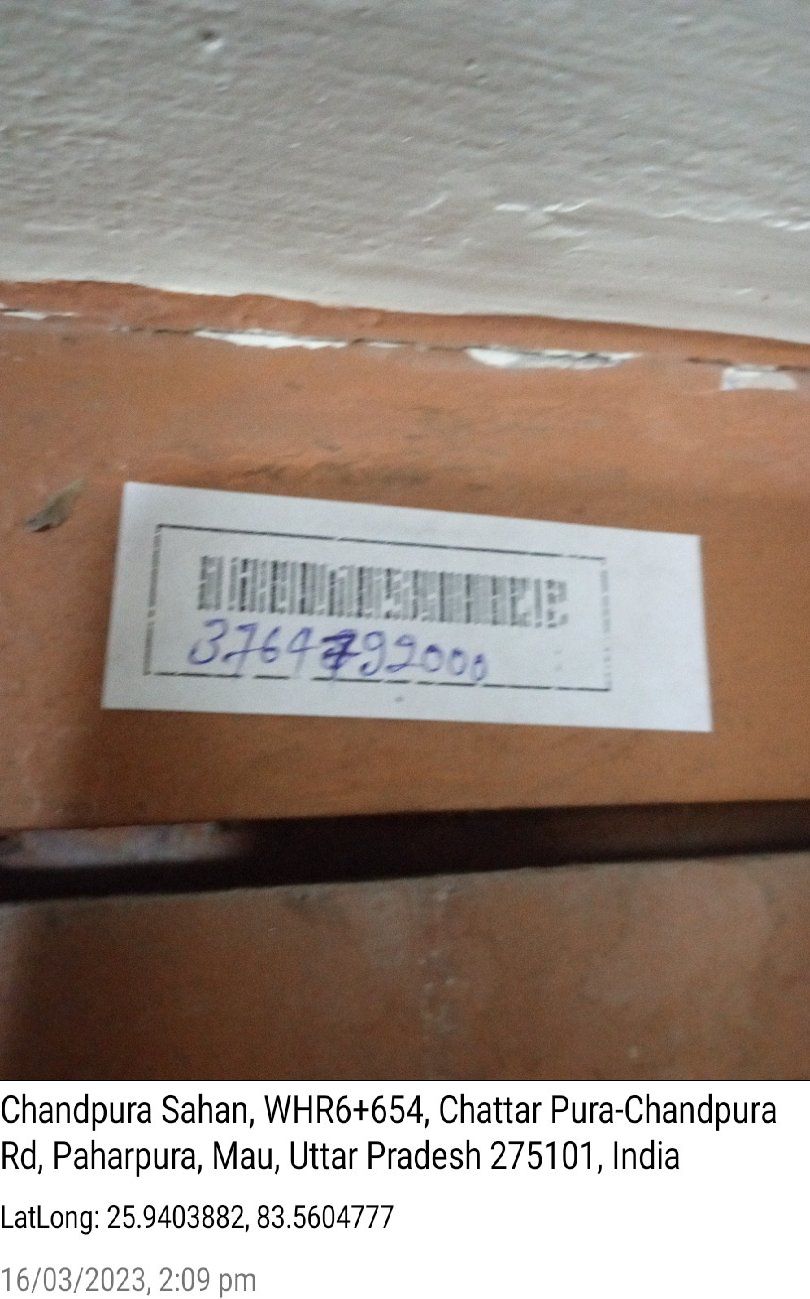 3764792000
Chandpura Sahan, WHR6+654, Chattar Pura-Chandpura
Rd, Paharpura, Mau, Uttar Pradesh 275101, India
LatLong: 25.9403882, 83.5604777
16/03/2023, 2:09 pm